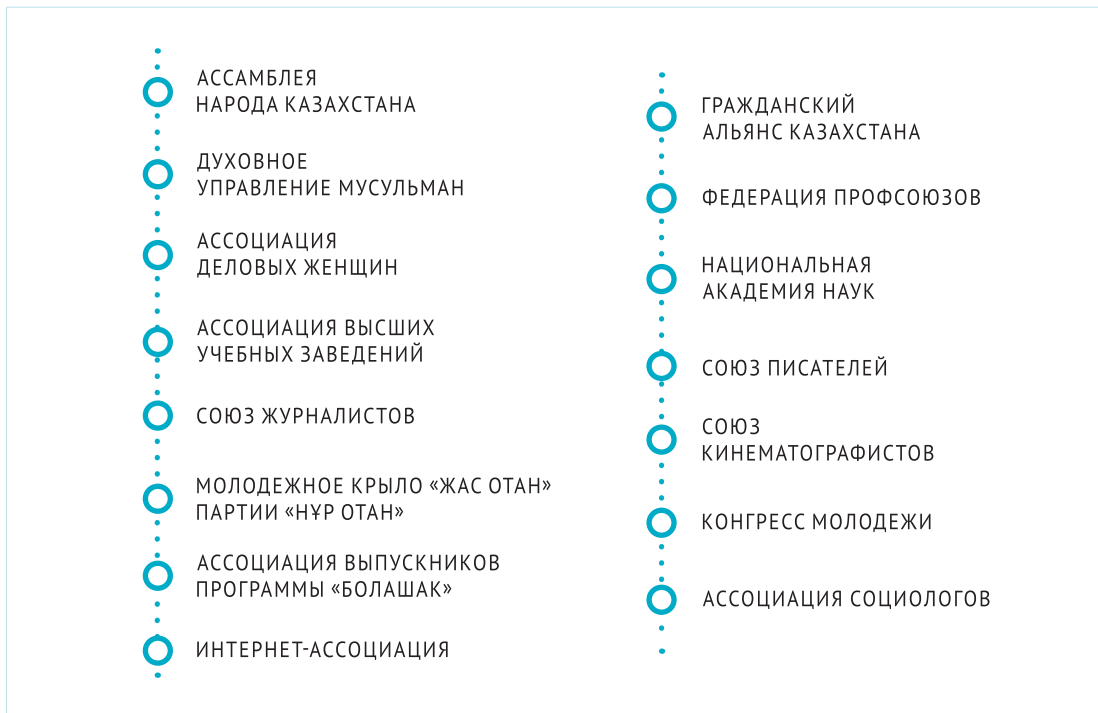 АССАМБЛЕЯ
НАРОДА КАЗАХСТАНА
ДУХОВНОЕ
УПРАВЛЕНИЕ МУСУЛЬМАН
АССОЦИАЦИЯ
ДЕЛОВЫХ ЖЕНЩИН
АССОЦИАЦИЯ ВЫСШИХ
УЧЕБНЫХ ЗАВЕДЕНИЙ
СОЮЗ ЖУРНАЛИСТОВ
МОЛОДЕЖНОЕ КРЫЛО «ЖАС ОТАН»
ПАРТИИ «НҰР ОТАН»
АССОЦИАЦИЯ ВЫПУСКНИКОВ
ПРОГРАММЫ «БОЛАШАК»
ИНТЕРНЕТ-АССОЦИАЦИЯ
ГРАЖДАНСКИЙ
АЛЬЯНС КАЗАХСТАНА
ФЕДЕРАЦИЯ ПРОФСОЮЗОВ
НАЦИОНАЛЬНАЯ
АКАДЕМИЯ НАУК
СОЮЗ ПИСАТЕЛЕЙ
СОЮЗ
КИНЕМАТОГРАФИСТОВ
КОНГРЕСС МОЛОДЕЖИ
АССОЦИАЦИЯ СОЦИОЛОГОВ